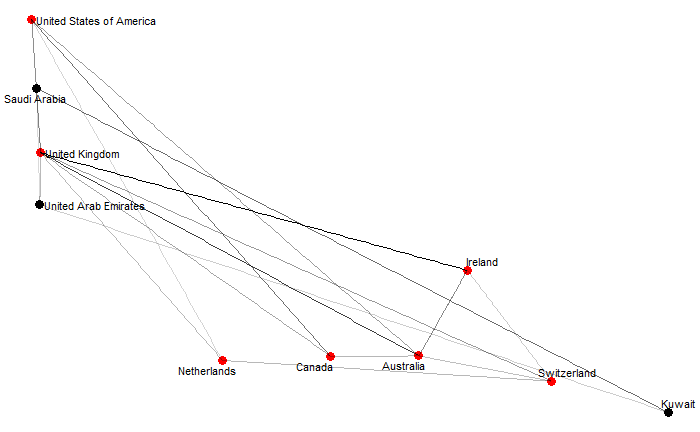 United States of America
Saudi Arabia
United Kingdom
United Arab Emirates
Ireland
Netherlands
Canada
Australia
Switzerland
Kuwait